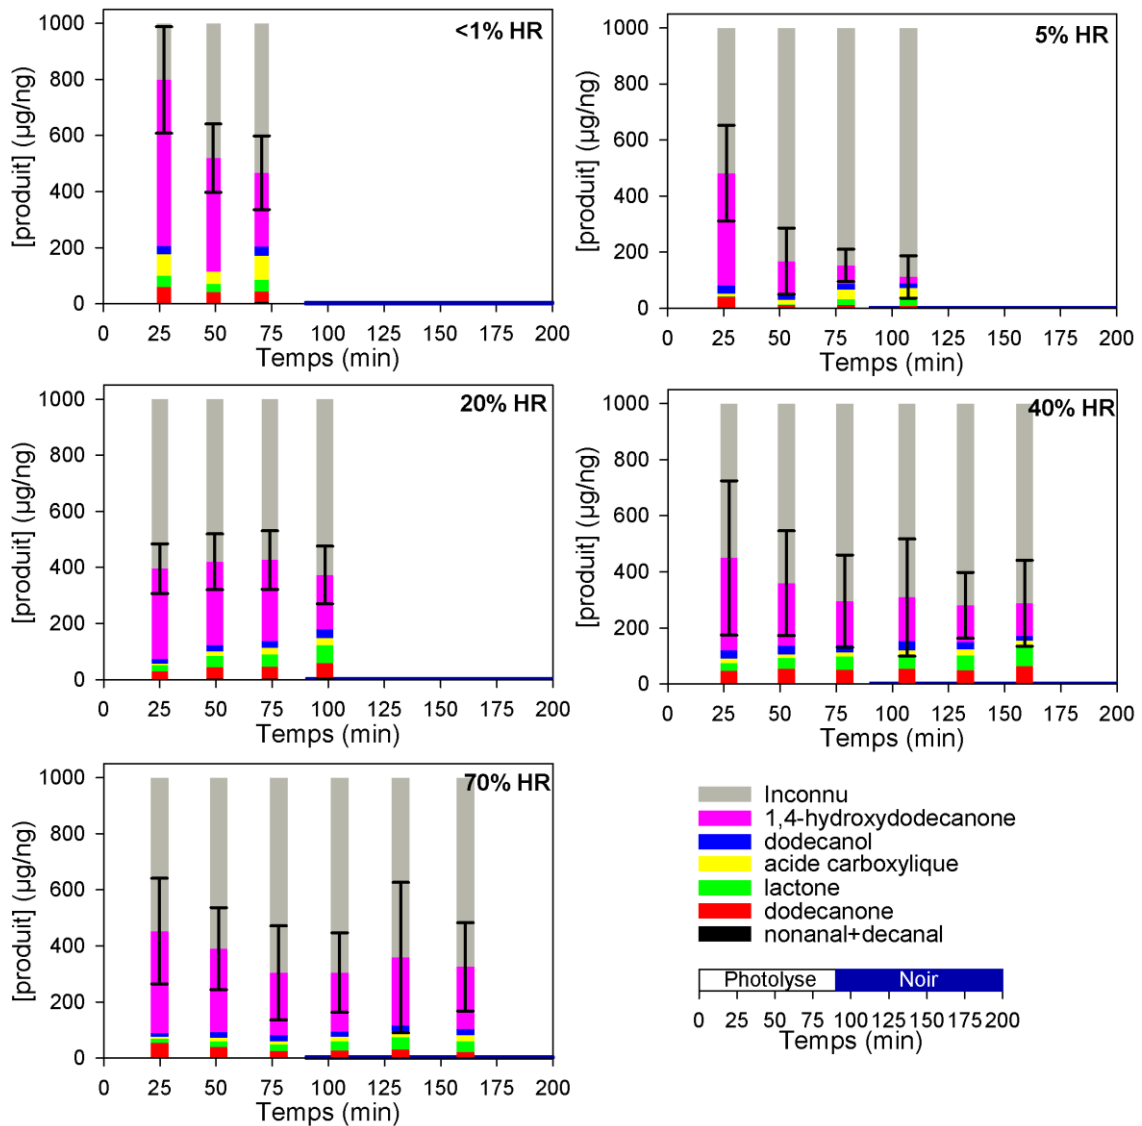 <1% HR
[produit] (µg/ng)
1000
800
600
400
200
0
0 25 50 75 100 125 150 175 200
Temps (min)
5% HR
[produit] (µg/ng)
1000
800
600
400
200
0
0 25 50 75 100 125 150 175 200
Temps (min)
20% HR
[produit] (µg/ng)
1000
800
600
400
200
0
0 25 50 75 100 125 150 175 200
Temps (min)
40% HR
[produit] (µg/ng)
1000
800
600
400
200
0
0 25 50 75 100 125 150 175 200
Temps (min)
70% HR
[produit] (µg/ng)
1000
800
600
400
200
0
0 25 50 75 100 125 150 175 200
Temps (min)
Inconnu
1,4-hydroxydodecanone
dodecanol
acide carboxylique
lactone
dodecanone
nonanal+decanal
Photolyse Noir
0 25 50 75 100 125 150 175 200
Temps (min)